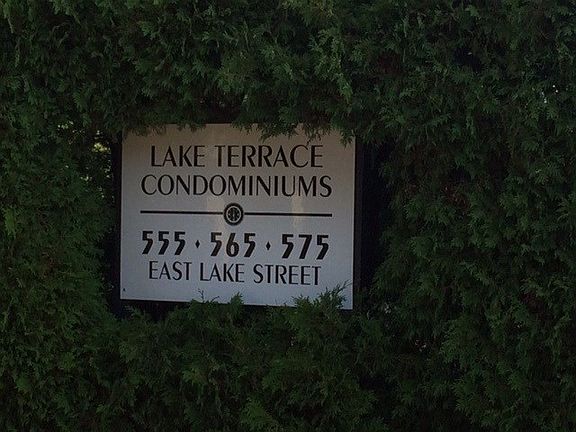 LAKE TERRACE
CONDOMINIUMS
555 • 565 • 575
EAST LAKE STREET